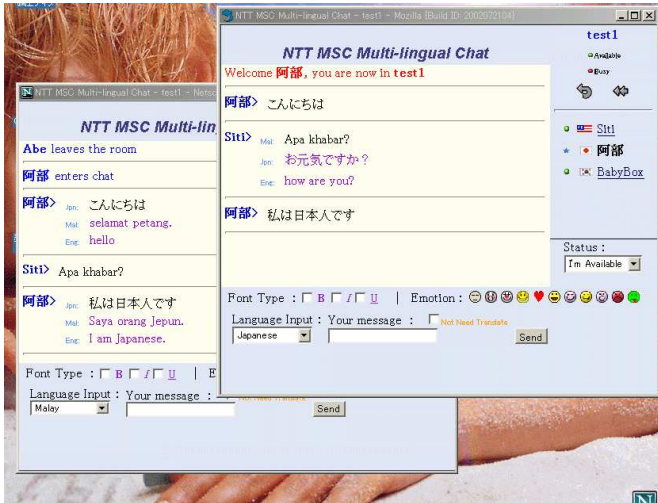 NTT MSC Multi-lingual Chat - test1 - Netsc
NTT MSC Multi-lin
Abe leaves the room
阿部 enters chat
阿部> Jpn: こんにちは
Mal: selamat petang.
Eng: hello
Siti> Apa khabar?
阿部> Jpn: 私は日本人です
Mal: Saya orang Jepun.
Eng: I am Japanese.
Font Type : B I U | E
Language Input : Your message :
Malay
Send
NTT MSC Multi-lingual Chat - test1 - Mozilla {Build ID: 2002072104}
NTT MSC Multi-lingual Chat
Welcome 阿部, you are now in test1
阿部> こんにちは
Siti> Mal: Apa khabar?
Jpn: お元気ですか？
Eng: how are you?
阿部> 私は日本人です
Font Type : B I U | Emotion :
Language Input : Your message : Not Need Translate
Japanese
Send
test1
Available
Busy
Siti
阿部
BabyBox
Status :
I'm Available
N